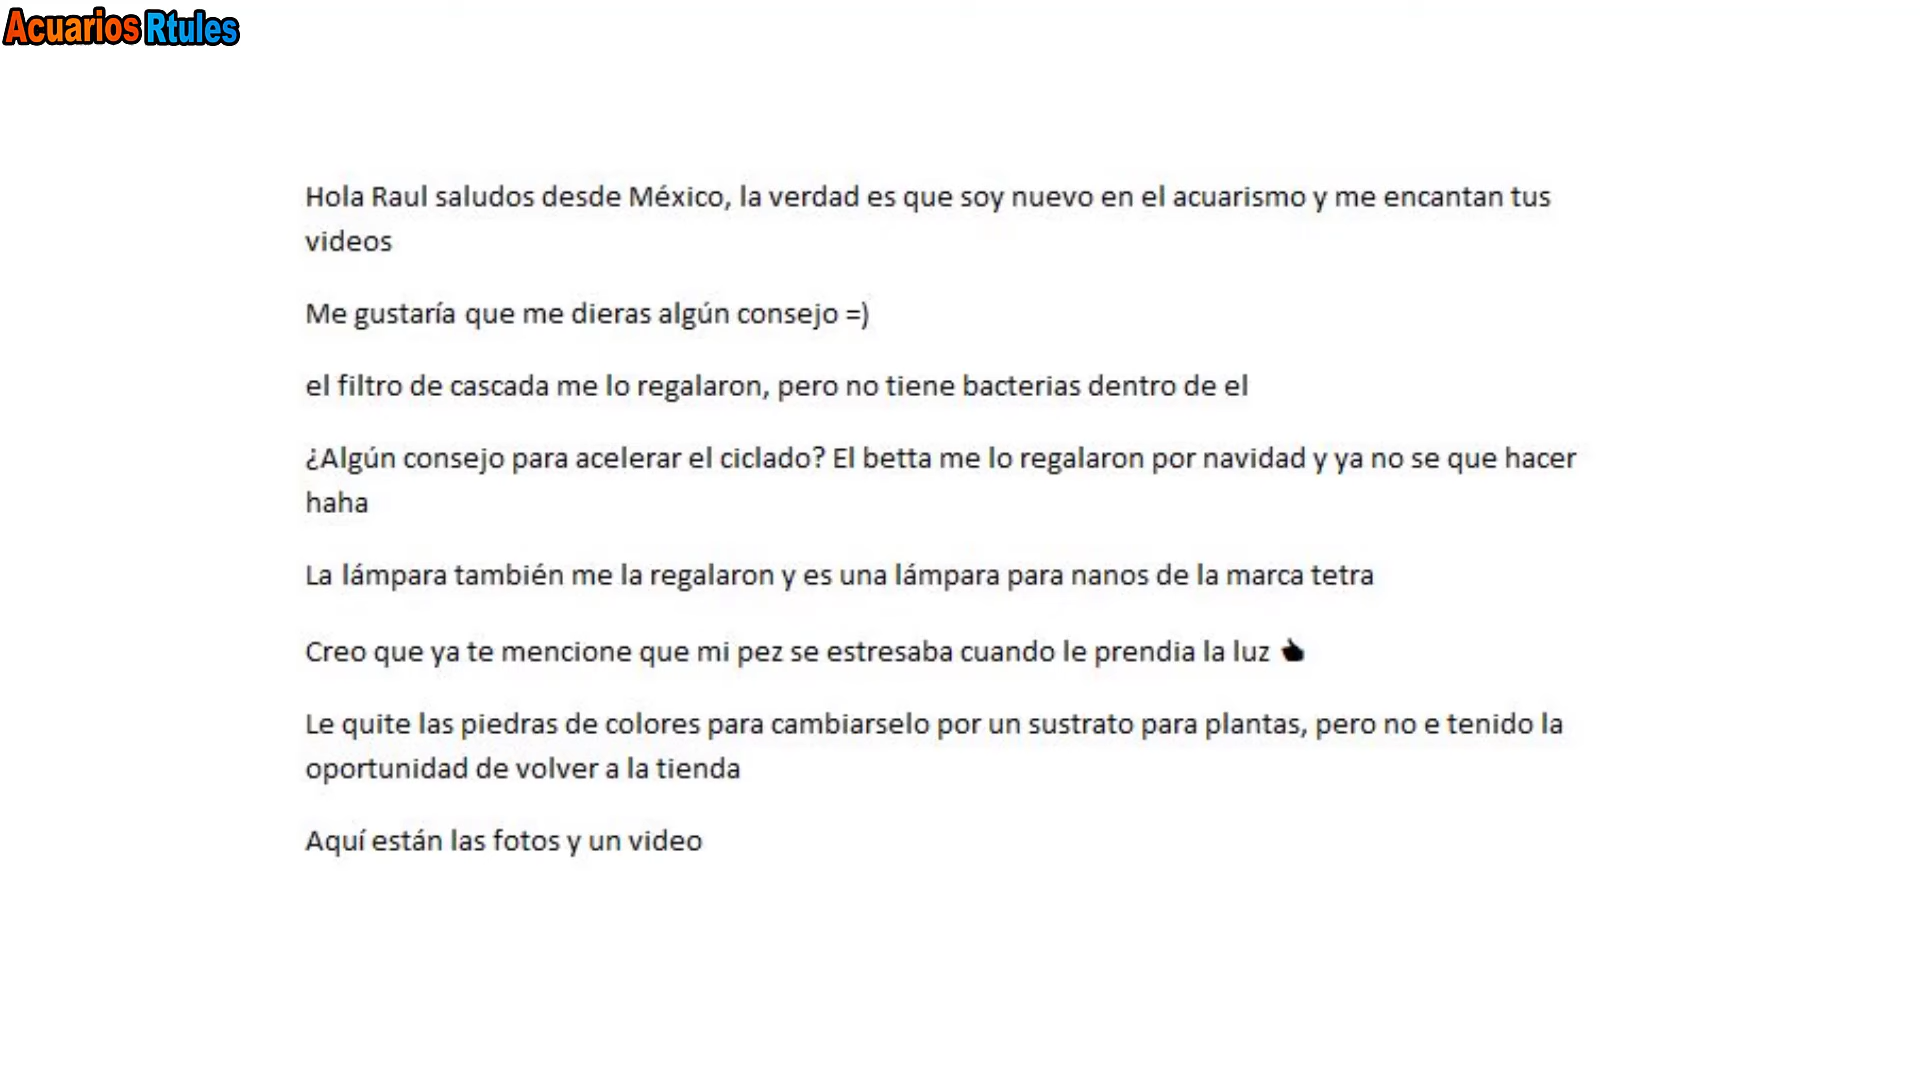 Acuarios Rtules
Hola Raul saludos desde México, la verdad es que soy nuevo en el acuarismo y me encantan tus
videos
Me gustaría que me dieras algún consejo =)
el filtro de cascada me lo regalaron, pero no tiene bacterias dentro de el
¿Algún consejo para acelerar el ciclado? El betta me lo regalaron por navidad y ya no se que hacer
haha
La lámpara también me la regalaron y es una lámpara para nanos de la marca tetra
Creo que ya te mencione que mi pez se estresaba cuando le prendia la luz
Le quite las piedras de colores para cambiarselo por un sustrato para plantas, pero no e tenido la
oportunidad de volver a la tienda
Aquí están las fotos y un video